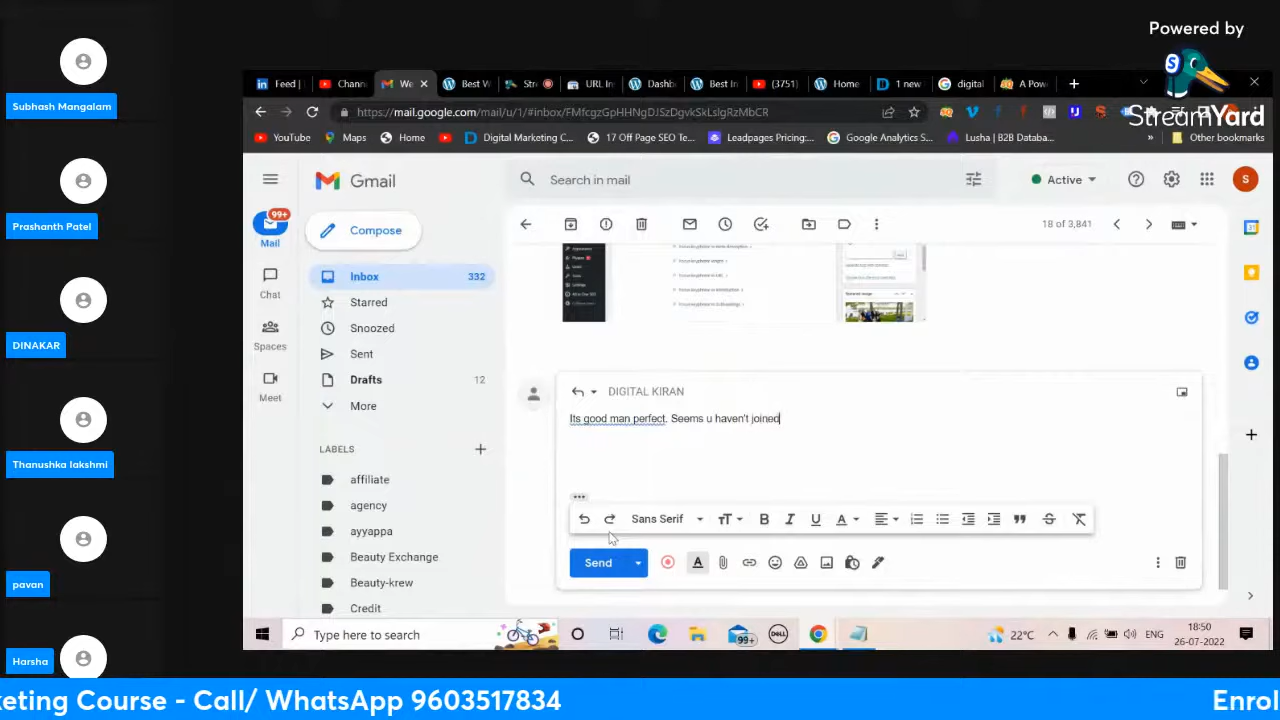 Powered by
StreamYard
Subhash Mangalam
Prashanth Patel
DINAKAR
Thanushka lakshmi
pavan
Harsha
Feed |
Chann
We
Best W
Str
URL In
Dashb
Best In
(3751)
Home
1 new
digital
A Pow
https://mail.google.com/mail/u/1/#inbox/FMfcgzGpHHNgDJSzDgvkSkLslgRzMbCR
YouTube
Maps
Home
Digital Marketing C...
17 Off Page SEO Te...
Leadpages Pricing:...
Google Analytics S...
Lusha | B2B Databa...
Other bookmarks
Gmail
Search in mail
Active
S
99+
Mail
Chat
Spaces
Meet
Compose
Inbox 332
Starred
Snoozed
Sent
Drafts 12
More
LABELS
affiliate
agency
ayyappa
Beauty Exchange
Beauty-krew
Credit
18 of 3,841
DIGITAL KIRAN
Its good man perfect. Seems u haven't joined
Sans Serif
Send
Type here to search
99+
DELL
22°C
ENG
18:50
26-07-2022
keting Course - Call/ WhatsApp 9603517834
Enrol